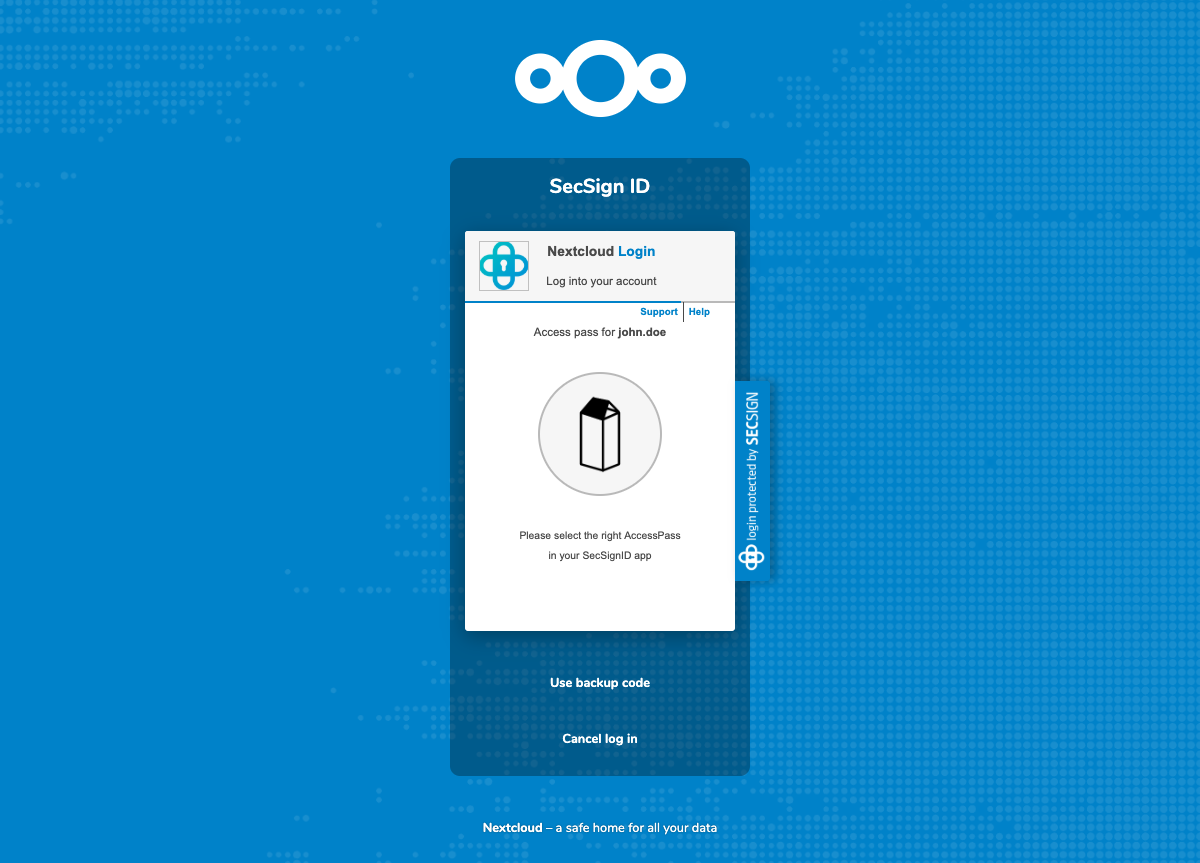 SecSign ID
Nextcloud Login
Log into your account
Support Help
Access pass for john.doe
login protected by SECSIGN
Please select the right AccessPass
in your SecSignID app
Use backup code
Cancel log in
Nextcloud – a safe home for all your data